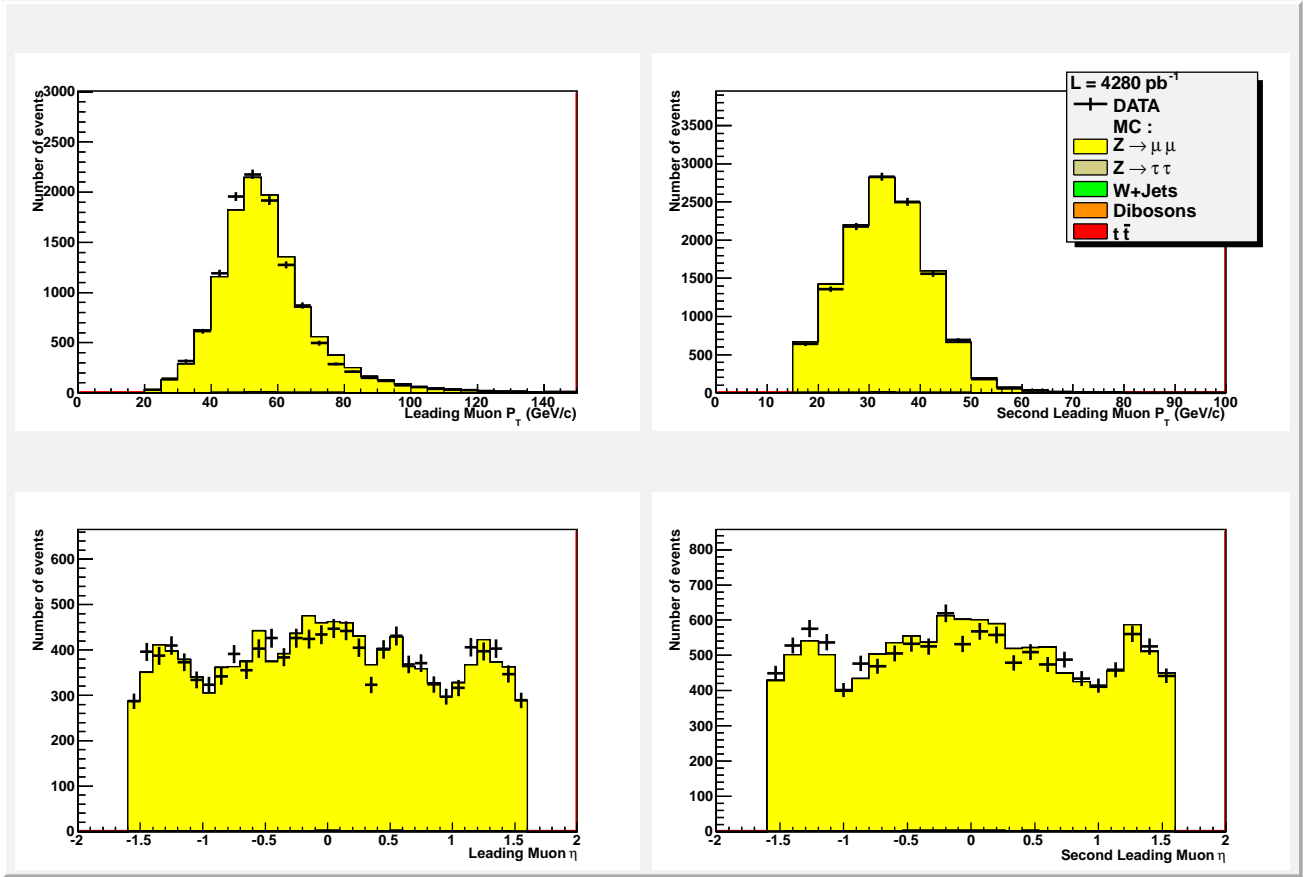 Number of events
3000
2500
2000
1500
1000
500
0
0 20 40 60 80 100 120 140
Leading Muon P_T (GeV/c)
Number of events
3500
3000
2500
2000
1500
1000
500
0
0 10 20 30 40 50 60 70 80 90 100
Second Leading Muon P_T (GeV/c)
L = 4280 pb⁻¹
DATA
MC :
Z → μ μ
Z → τ τ
W+Jets
Dibosons
t t̄
Number of events
600
500
400
300
200
100
0
-2 -1.5 -1 -0.5 0 0.5 1 1.5 2
Leading Muon η
Number of events
800
700
600
500
400
300
200
100
0
-2 -1.5 -1 -0.5 0 0.5 1 1.5 2
Second Leading Muon η